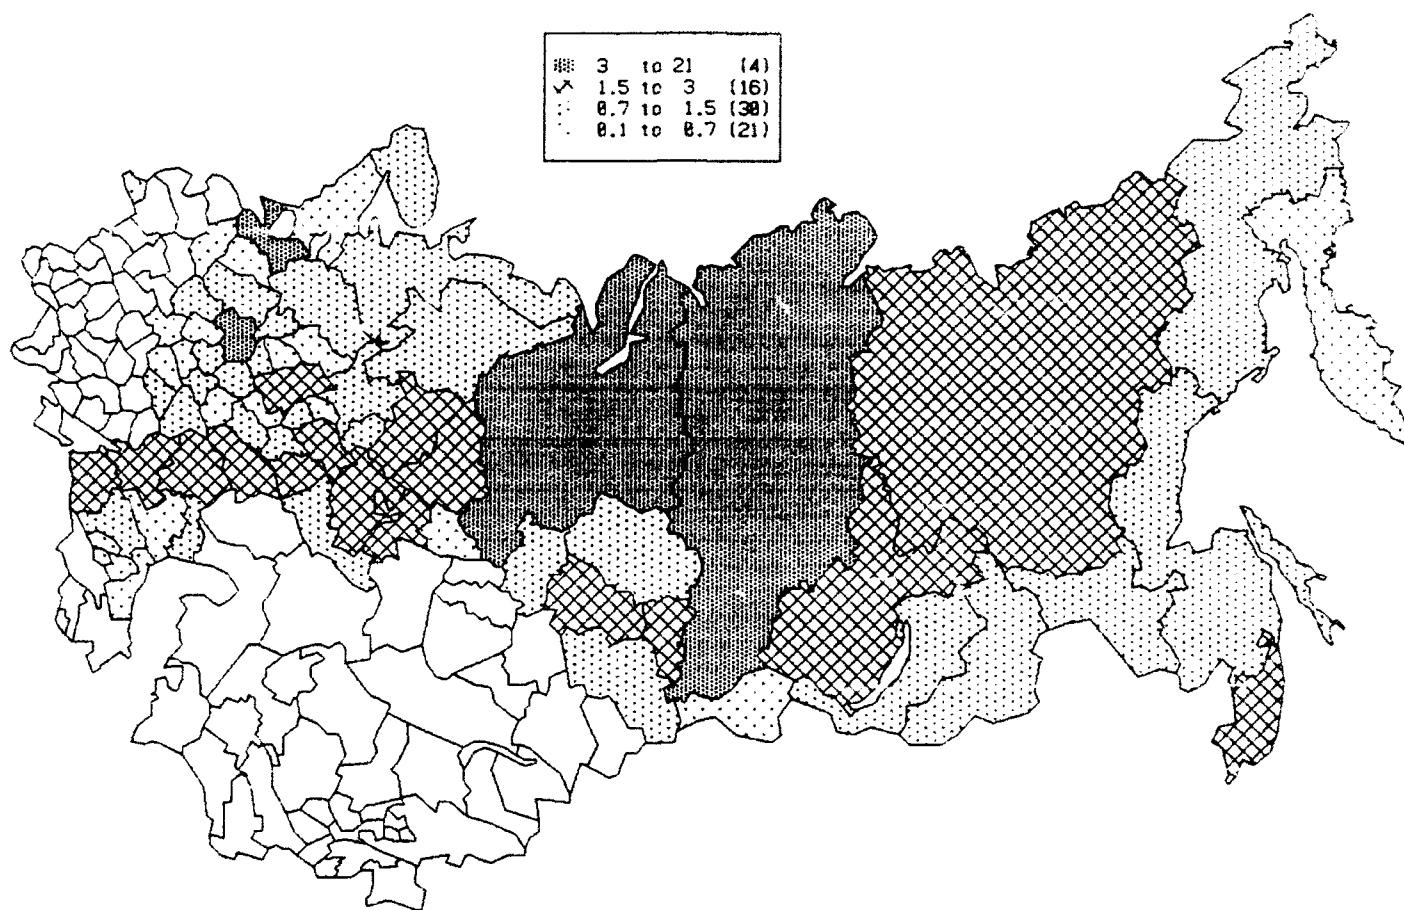 3 to 21 (4)
1.5 to 3 (16)
0.7 to 1.5 (30)
0.1 to 0.7 (21)